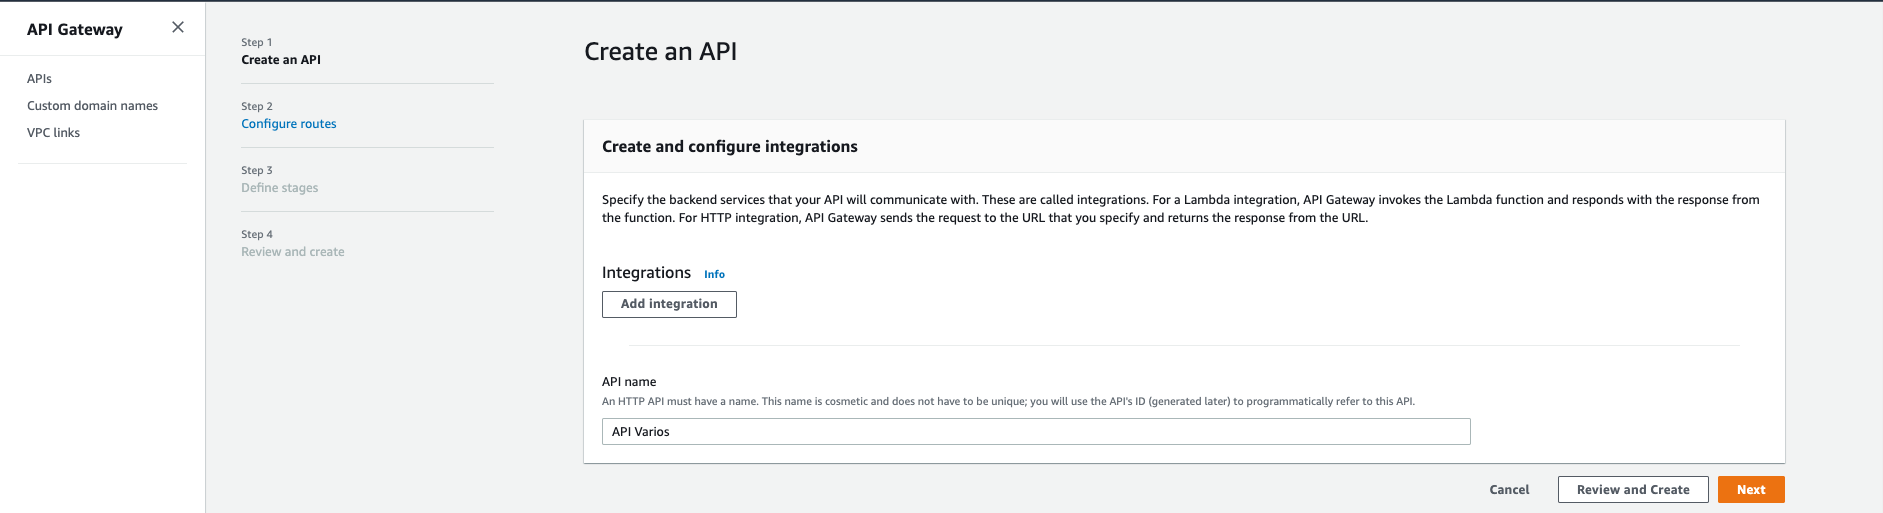 API Gateway
APIs
Custom domain names
VPC links
Step 1
Create an API
Step 2
Configure routes
Step 3
Define stages
Step 4
Review and create
Create an API
Create and configure integrations
Specify the backend services that your API will communicate with. These are called integrations. For a Lambda integration, API Gateway invokes the Lambda function and responds with the response from
the function. For HTTP integration, API Gateway sends the request to the URL that you specify and returns the response from the URL.
Integrations Info
Add integration
API name
An HTTP API must have a name. This name is cosmetic and does not have to be unique; you will use the API's ID (generated later) to programmatically refer to this API.
API Varios
Cancel Review and Create Next